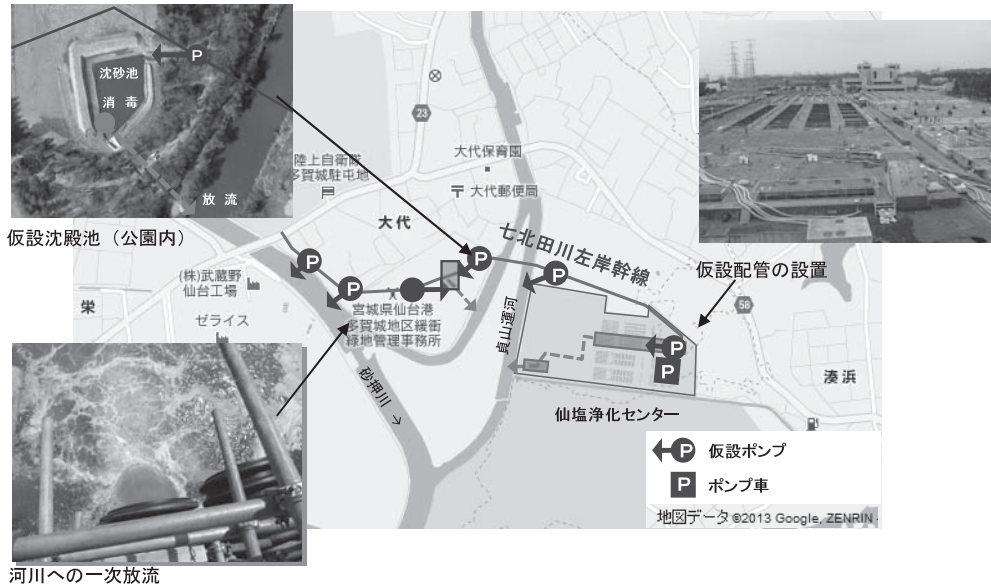 沈砂池
消 毒
P
放 流
仮設沈殿池(公園内)
23
陸上自衛隊
多賀城駐屯地
大代保育園
大代郵便局
大代
七北田川左岸幹線
仮設配管の設置
58
P
P
P
P
P
P
(株)武蔵野
仙台工場
栄
ゼライス
宮城県仙台港
多賀城地区緩衝
緑地管理事務所
貞山運河
砂押川
仙塩浄化センター
湊浜
P 仮設ポンプ
P ポンプ車
地図データ ©2013 Google, ZENRIN
河川への一次放流